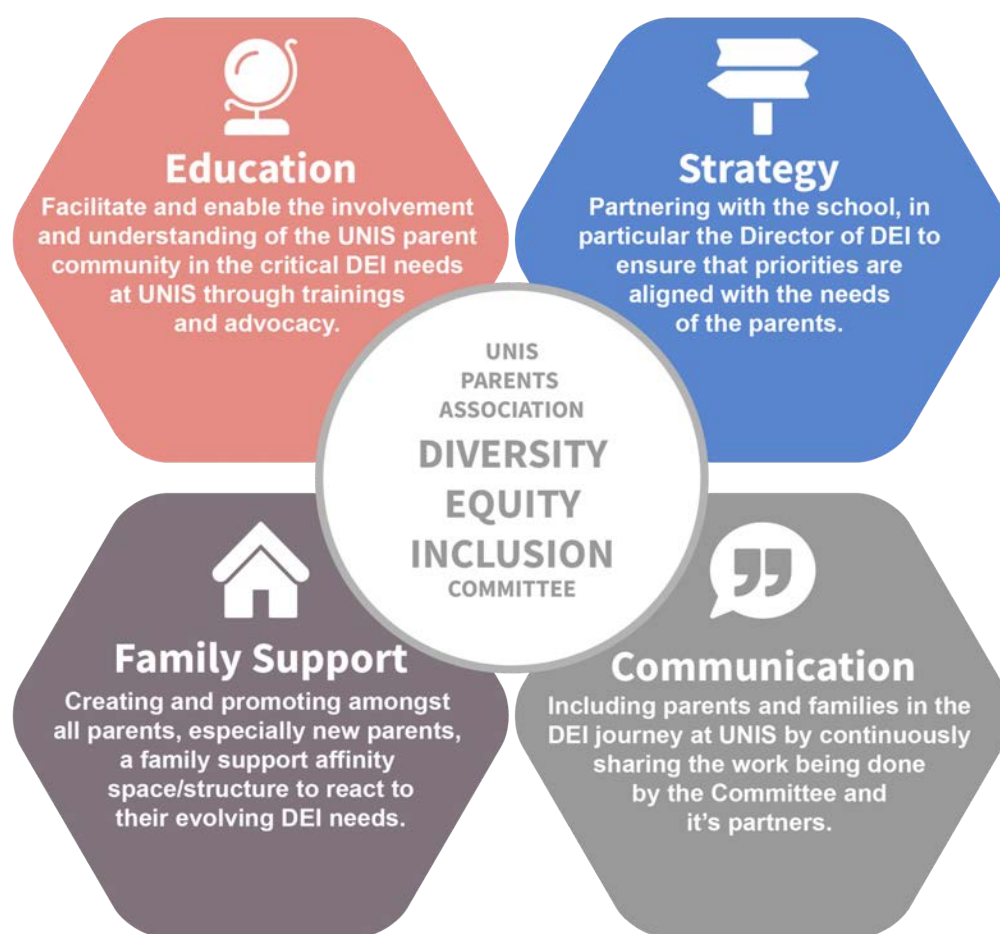 Education
Facilitate and enable the involvement
and understanding of the UNIS parent
community in the critical DEI needs
at UNIS through trainings
and advocacy.
Strategy
Partnering with the school, in
particular the Director of DEI to
ensure that priorities are
aligned with the needs
of the parents.
UNIS
PARENTS
ASSOCIATION
DIVERSITY
EQUITY
INCLUSION
COMMITTEE
Family Support
Creating and promoting amongst
all parents, especially new parents,
a family support affinity
space/structure to react to
their evolving DEI needs.
Communication
Including parents and families in the
DEI journey at UNIS by continuously
sharing the work being done
by the Committee and
it's partners.